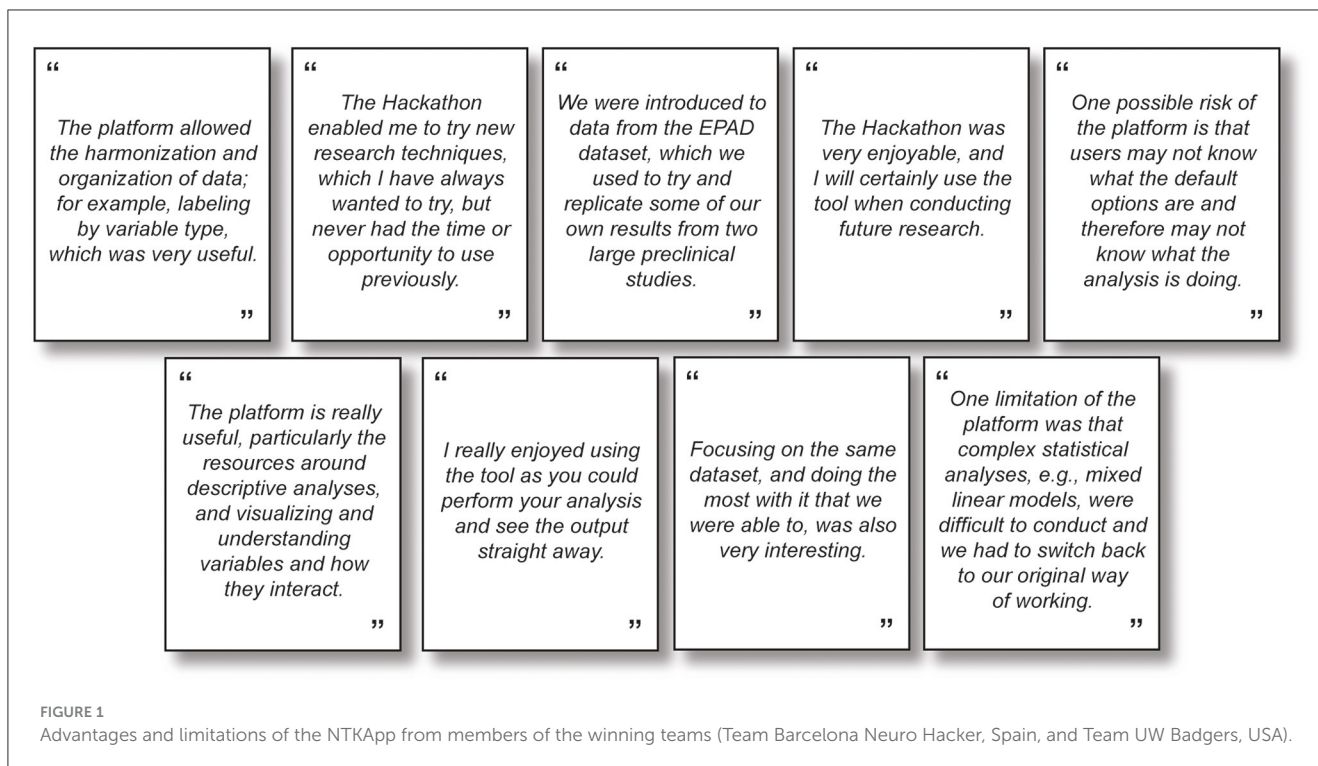 “
The platform allowed
the harmonization and
organization of data;
for example, labeling
by variable type,
which was very useful.
”
“
The Hackathon
enabled me to try new
research techniques,
which I have always
wanted to try, but
never had the time or
opportunity to use
previously.
”
“
We were introduced to
data from the EPAD
dataset, which we
used to try and
replicate some of our
own results from two
large preclinical
studies.
”
“
The Hackathon was
very enjoyable, and
I will certainly use the
tool when conducting
future research.
”
“
One possible risk of
the platform is that
users may not know
what the default
options are and
therefore may not
know what the
analysis is doing.
”
“
The platform is really
useful, particularly the
resources around
descriptive analyses,
and visualizing and
understanding
variables and how
they interact.
”
“
I really enjoyed using
the tool as you could
perform your analysis
and see the output
straight away.
”
“
Focusing on the same
dataset, and doing the
most with it that we
were able to, was also
very interesting.
”
“
One limitation of the
platform was that
complex statistical
analyses, e.g., mixed
linear models, were
difficult to conduct and
we had to switch back
to our original way
of working.
”
FIGURE 1
Advantages and limitations of the NTKApp from members of the winning teams (Team Barcelona Neuro Hacker, Spain, and Team UW Badgers, USA).